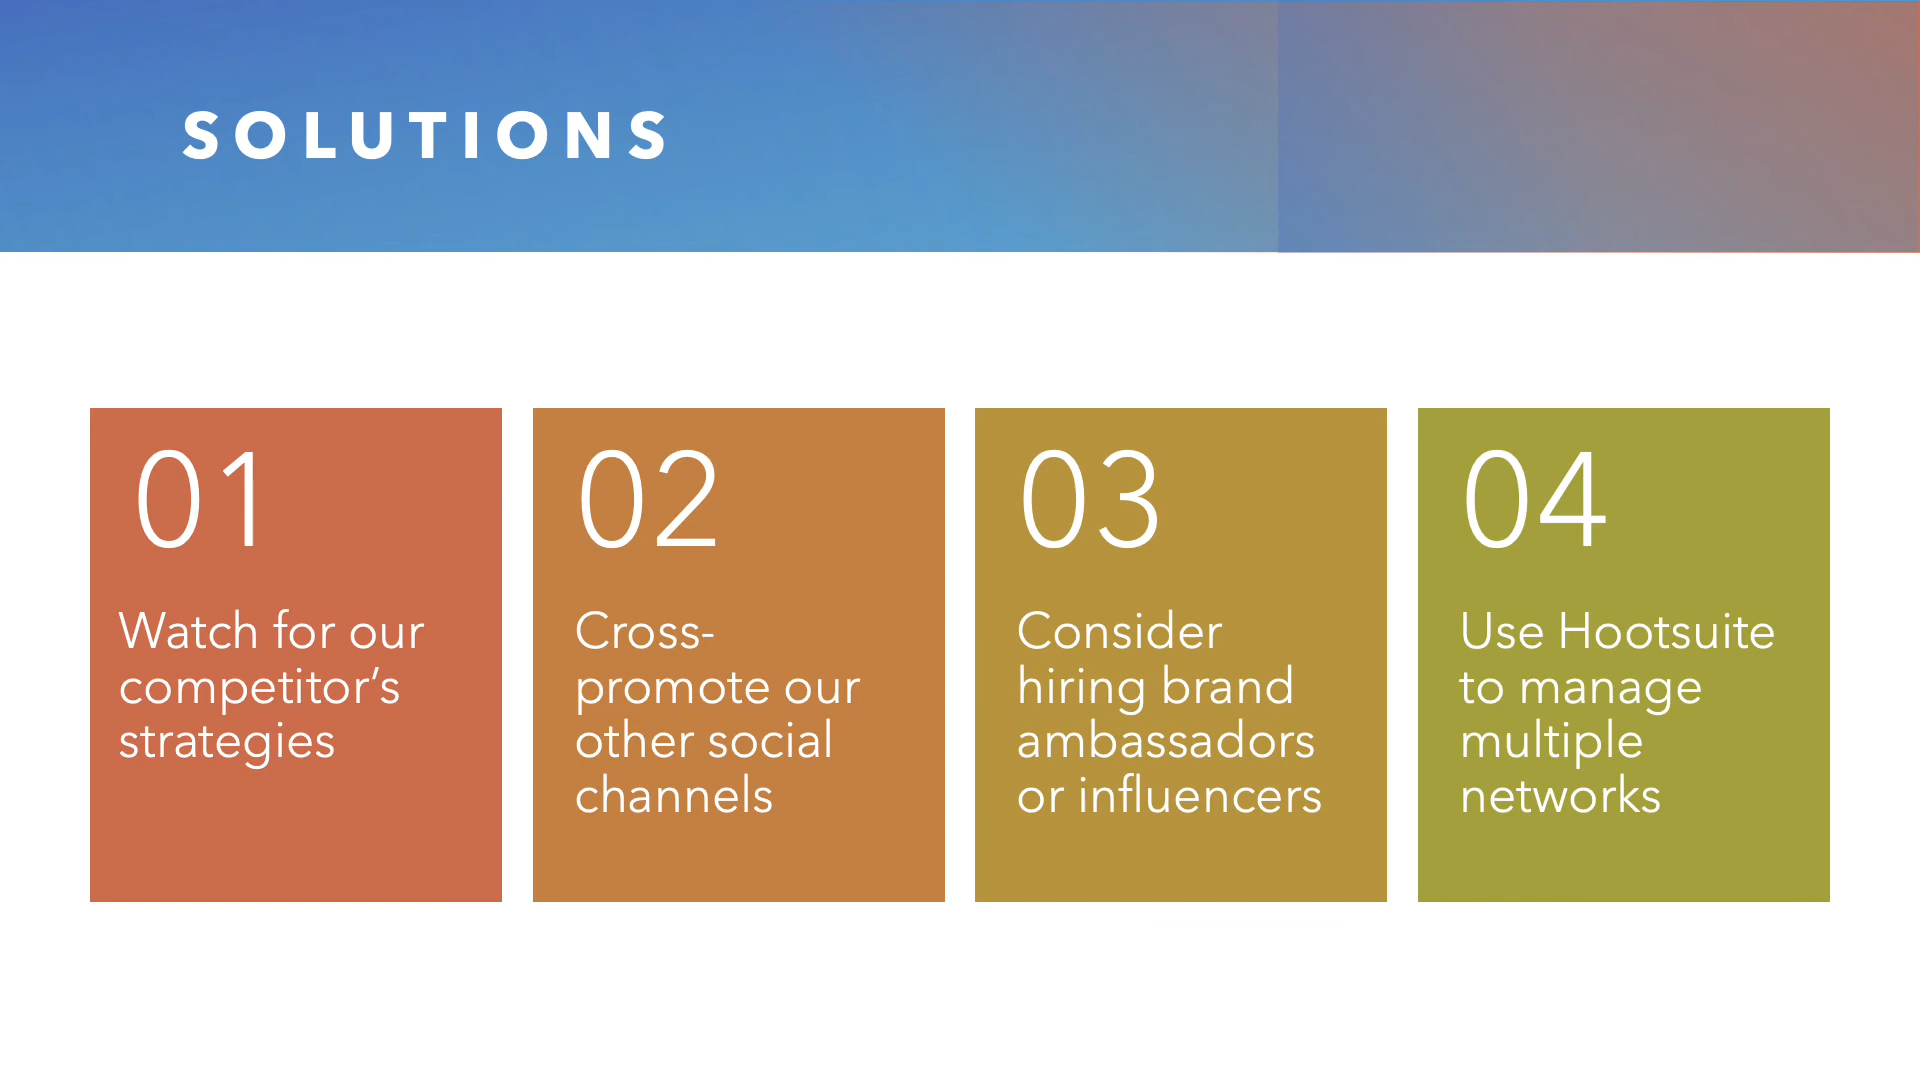 SOLUTIONS
01
Watch for our
competitor’s
strategies
02
Cross-
promote our
other social
channels
03
Consider
hiring brand
ambassadors
or influencers
04
Use Hootsuite
to manage
multiple
networks